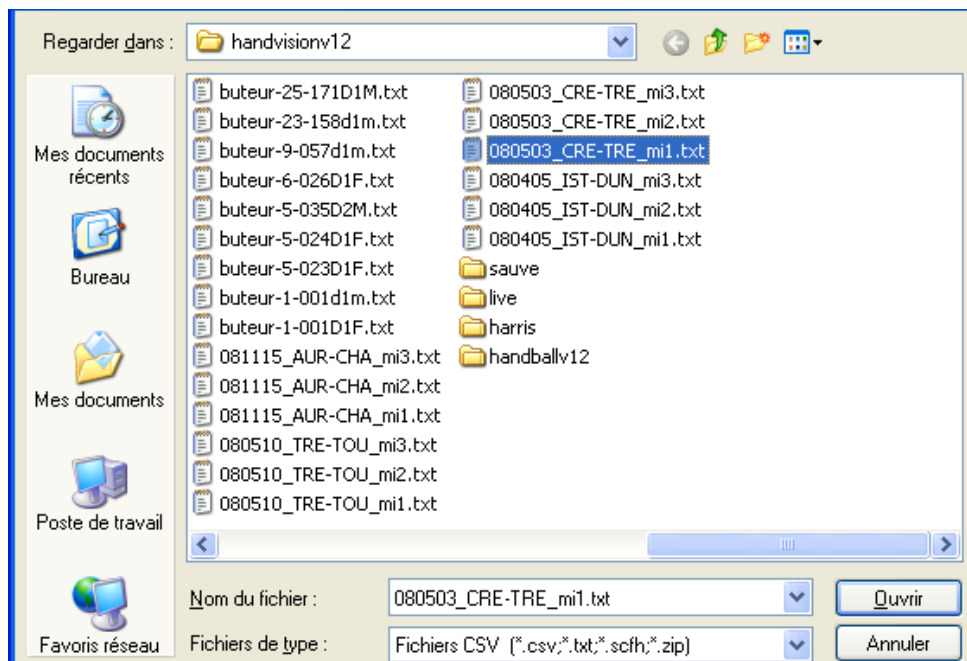 Regarder dans :
handvisionv12
Mes documents
récents
Bureau
Mes documents
Poste de travail
Favoris réseau
buteur-25-171D1M.txt
buteur-23-158d1m.txt
buteur-9-057d1m.txt
buteur-6-026D1F.txt
buteur-5-035D2M.txt
buteur-5-024D1F.txt
buteur-5-023D1F.txt
buteur-1-001d1m.txt
buteur-1-001D1F.txt
081115_AUR-CHA_mi3.txt
081115_AUR-CHA_mi2.txt
081115_AUR-CHA_mi1.txt
080510_TRE-TOU_mi3.txt
080510_TRE-TOU_mi2.txt
080510_TRE-TOU_mi1.txt
080503_CRE-TRE_mi3.txt
080503_CRE-TRE_mi2.txt
080503_CRE-TRE_mi1.txt
080405_IST-DUN_mi3.txt
080405_IST-DUN_mi2.txt
080405_IST-DUN_mi1.txt
sauve
live
harris
handballv12
Nom du fichier :
080503_CRE-TRE_mi1.txt
Ouvrir
Fichiers de type :
Fichiers CSV (*.csv;*.txt;*.scfh;*.zip)
Annuler